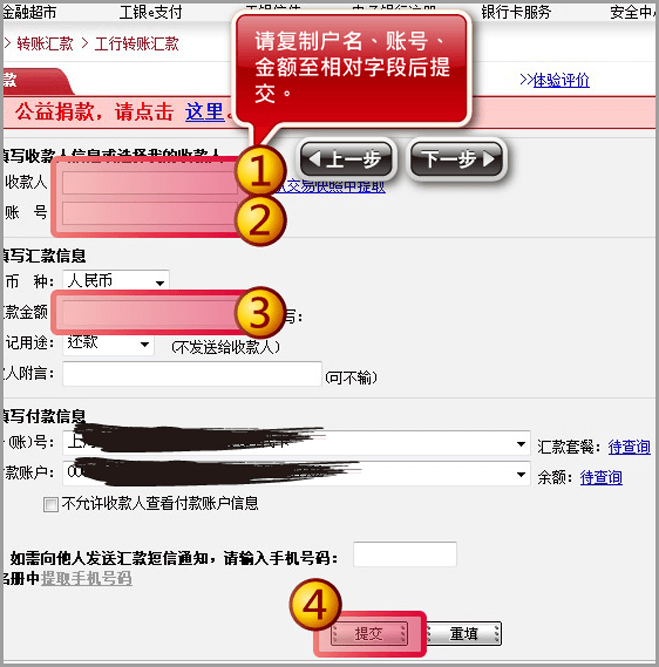 金融超市 工银e支付 银行卡服务 安全中
> 转账汇款 > 工行转账汇款
请复制户名、账号、
金额至相对字段后提
交。
款
>>体验评价
公益捐款，请点击 这里。
上一步 下一步
填写收款人信息或选择我的收款人
收款人
1
从交易快照中提取
账 号
2
填写汇款信息
币 种： 人民币
款金额
3
写：
记用途： 还款 (不发送给收款人)
人附言： (可不输)
填写付款信息
(账)号： 上 汇款套餐：待查询
款账户： 00 余额：待查询
不允许收款人查看付款账户信息
如需向他人发送汇款短信通知，请输入手机号码：
名册中提取手机号码
4
提交 重填